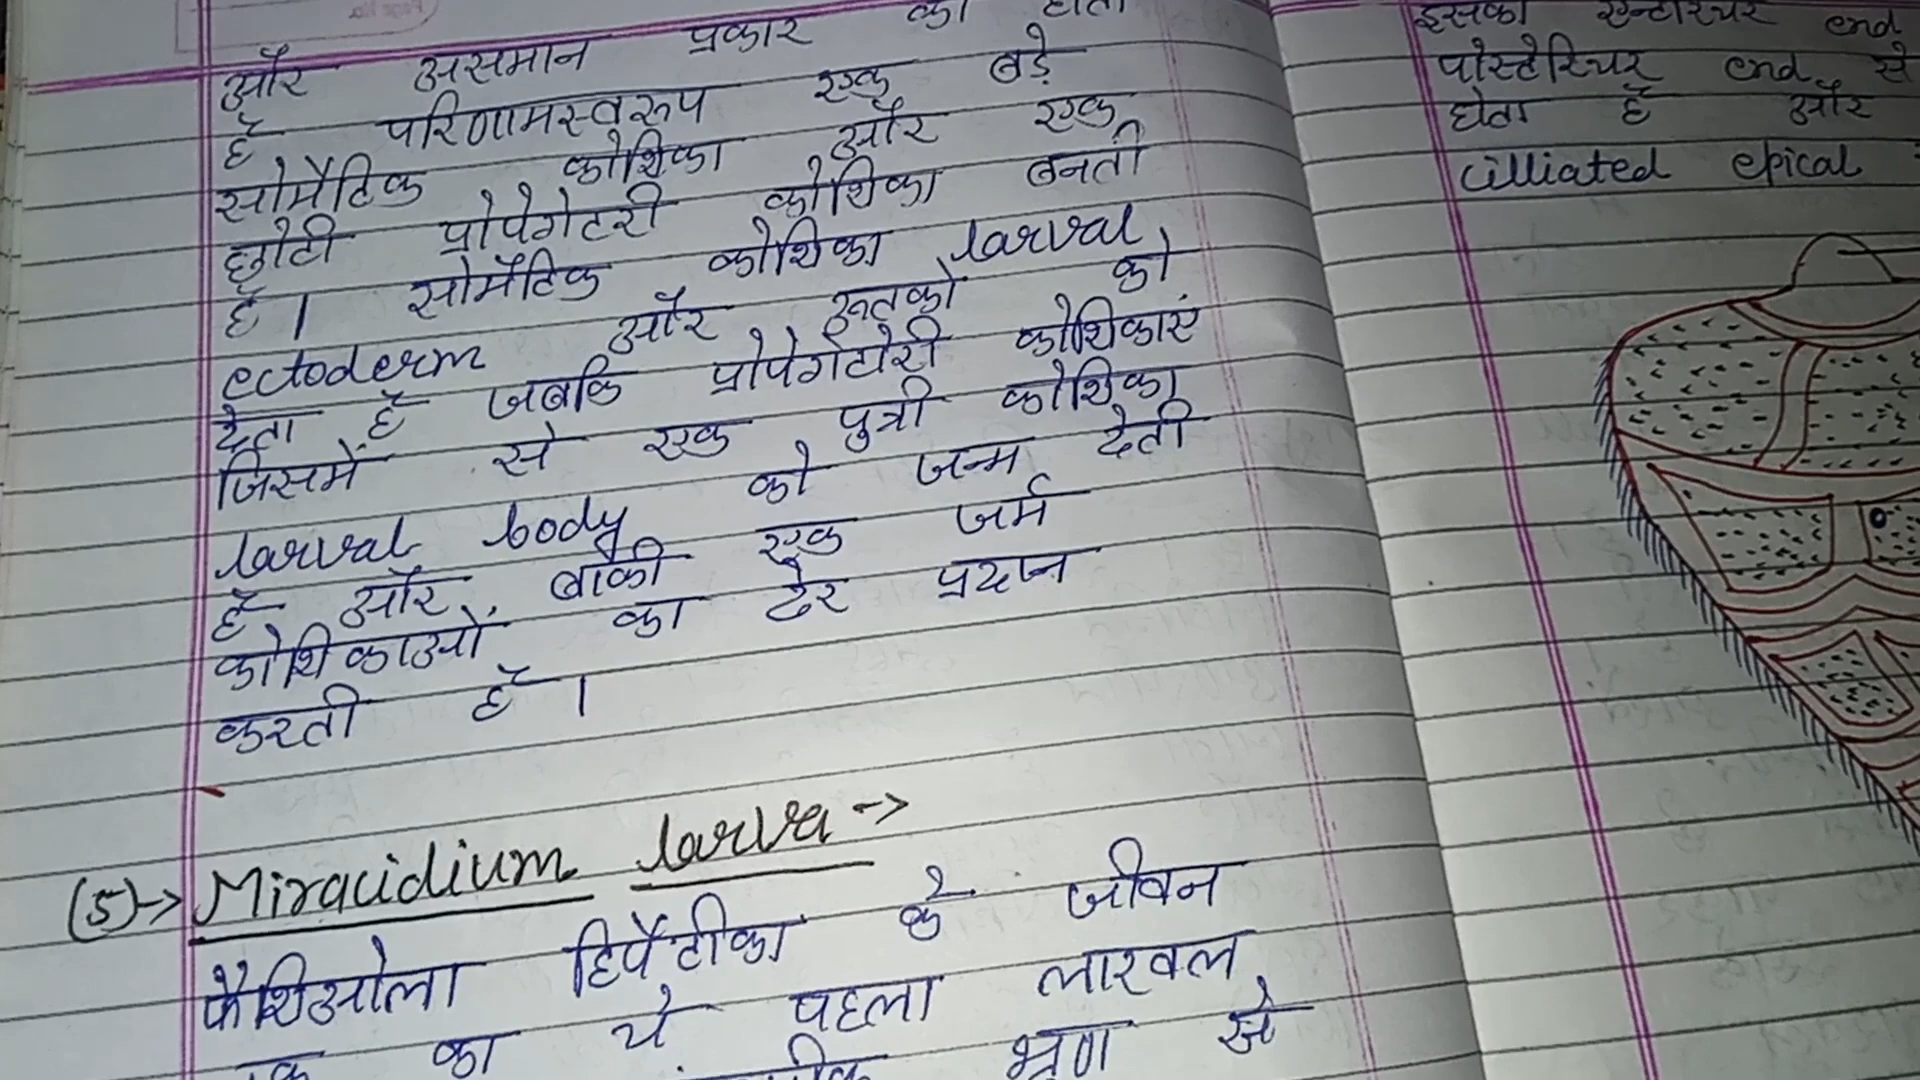 और असमान प्रकार का होता
है परिणामस्वरूप एक बड़े
सोमैटिक कोशिका और एक
छोटी प्रोपेगेटरी कोशिका बनती
है। सोमैटिक कोशिका larval
ectoderm और ऊतको को
देता है जबकि प्रोपेगेटोरी कोशिकाएं
जिसमें से एक पुत्री कोशिका
larval body को जन्म देती
है और बाकी एक जर्म
कोशिकाओं का ढेर प्रदान
करती है।
(5)-> Miracidium larva ->
फैशिओला हिपैटीका के जीवन
का ये पहला लारवल
भ्रूण से
इसका एन्टीरियर end
पोस्टेरियर end से
होता है और
cilliated epical